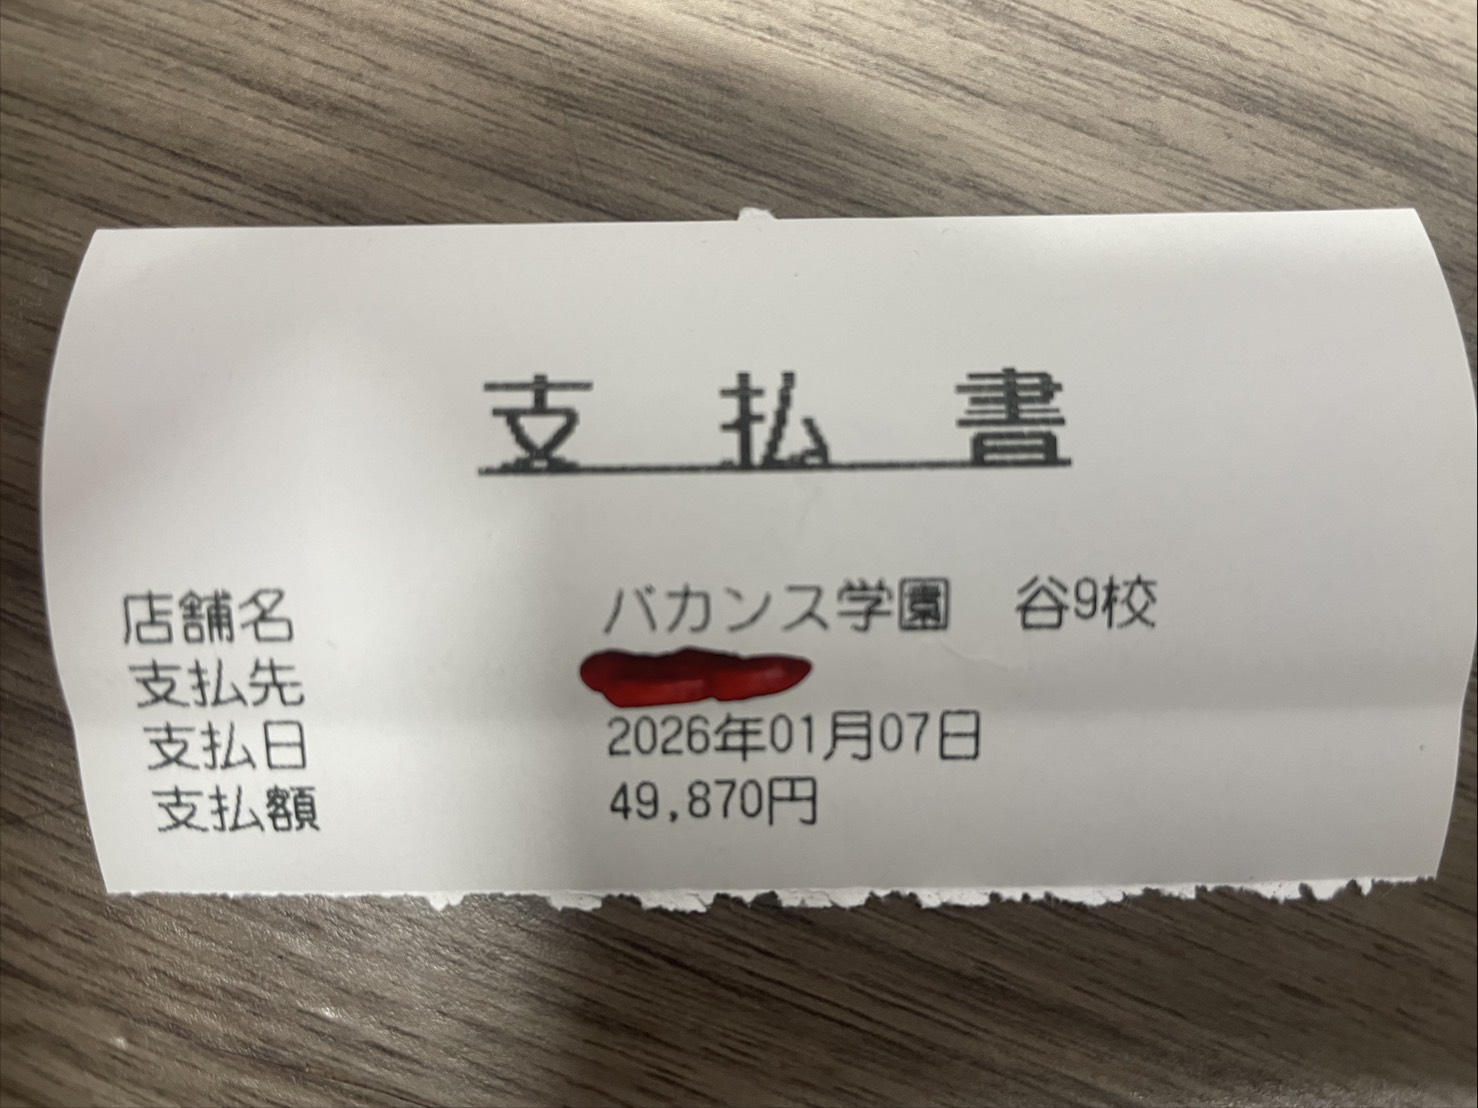 支払書
店舗名 バカンス学園 谷9校
支払先
支払日 2026年01月07日
支払額 49,870円